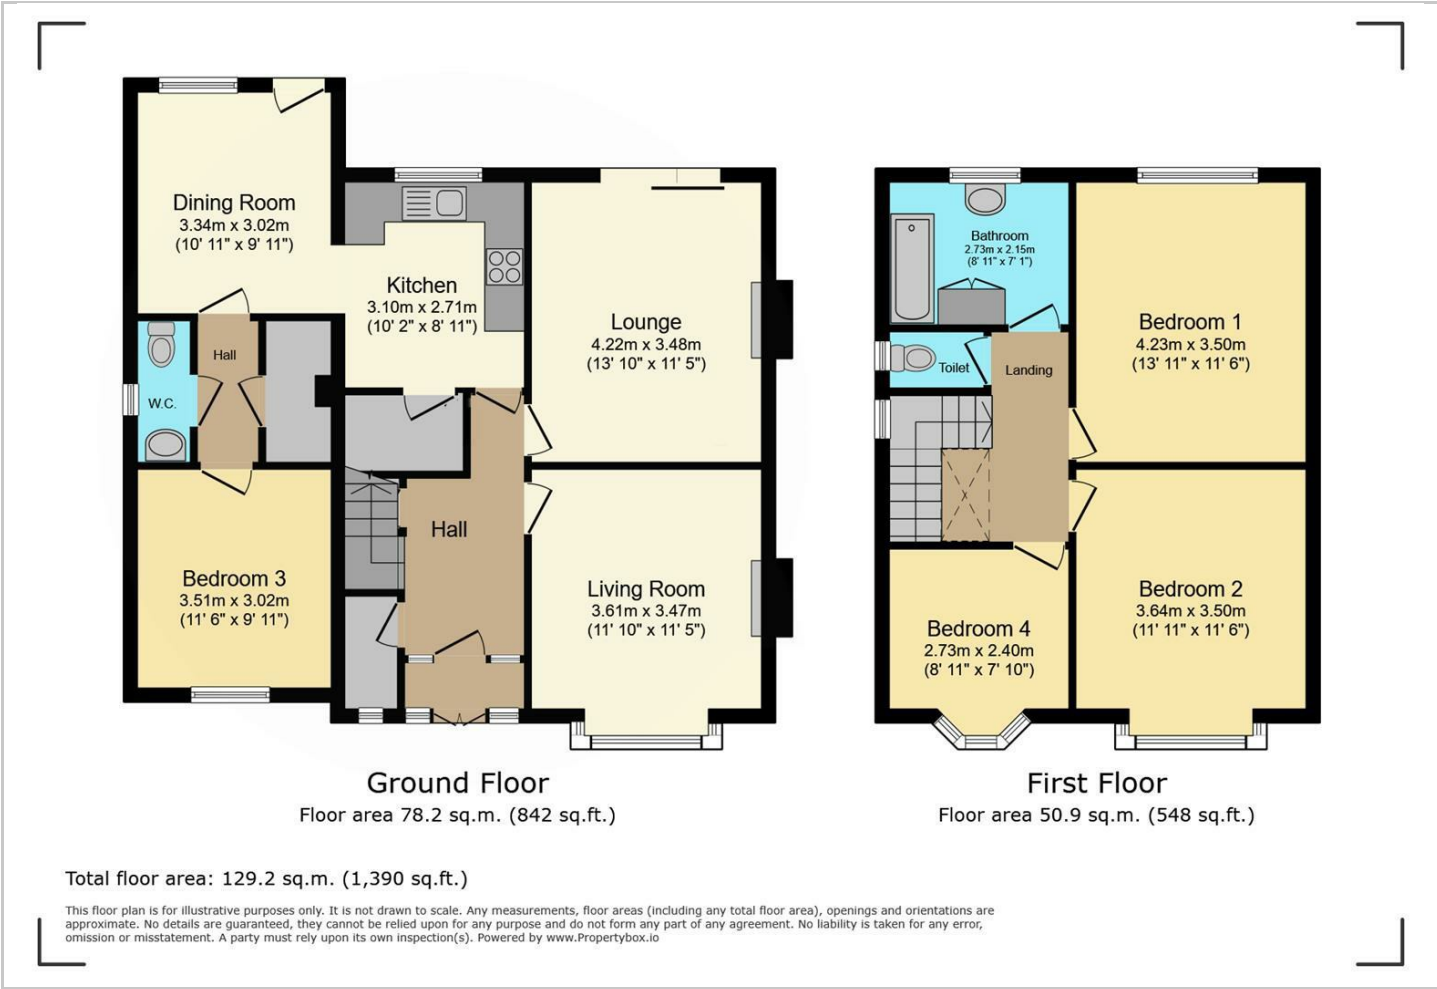 Dining Room
3.34m x 3.02m
(10' 11" x 9' 11")
Kitchen
3.10m x 2.71m
(10' 2" x 8' 11")
Lounge
4.22m x 3.48m
(13' 10" x 11' 5")
Hall
W.C.
Hall
Bedroom 3
3.51m x 3.02m
(11' 6" x 9' 11")
Living Room
3.61m x 3.47m
(11' 10" x 11' 5")
Ground Floor
Floor area 78.2 sq.m. (842 sq.ft.)
Bathroom
2.73m x 2.15m
(8' 11" x 7' 1")
Bedroom 1
4.23m x 3.50m
(13' 11" x 11' 6")
Toilet
Landing
Bedroom 2
3.64m x 3.50m
(11' 11" x 11' 6")
Bedroom 4
2.73m x 2.40m
(8' 11" x 7' 10")
First Floor
Floor area 50.9 sq.m. (548 sq.ft.)
Total floor area: 129.2 sq.m. (1,390 sq.ft.)
This floor plan is for illustrative purposes only. It is not drawn to scale. Any measurements, floor areas (including any total floor area), openings and orientations are
approximate. No details are guaranteed, they cannot be relied upon for any purpose and do not form any part of any agreement. No liability is taken for any error,
omission or misstatement. A party must rely upon its own inspection(s). Powered by www.Propertybox.io